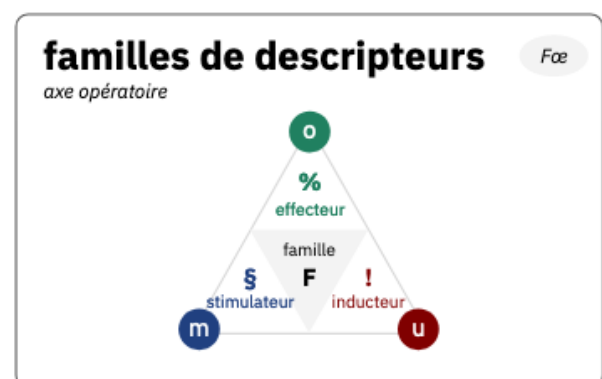 familles de descripteurs
Fœ
axe opératoire
o
%
effecteur
famille
F
§
stimulateur
!
inducteur
m
u